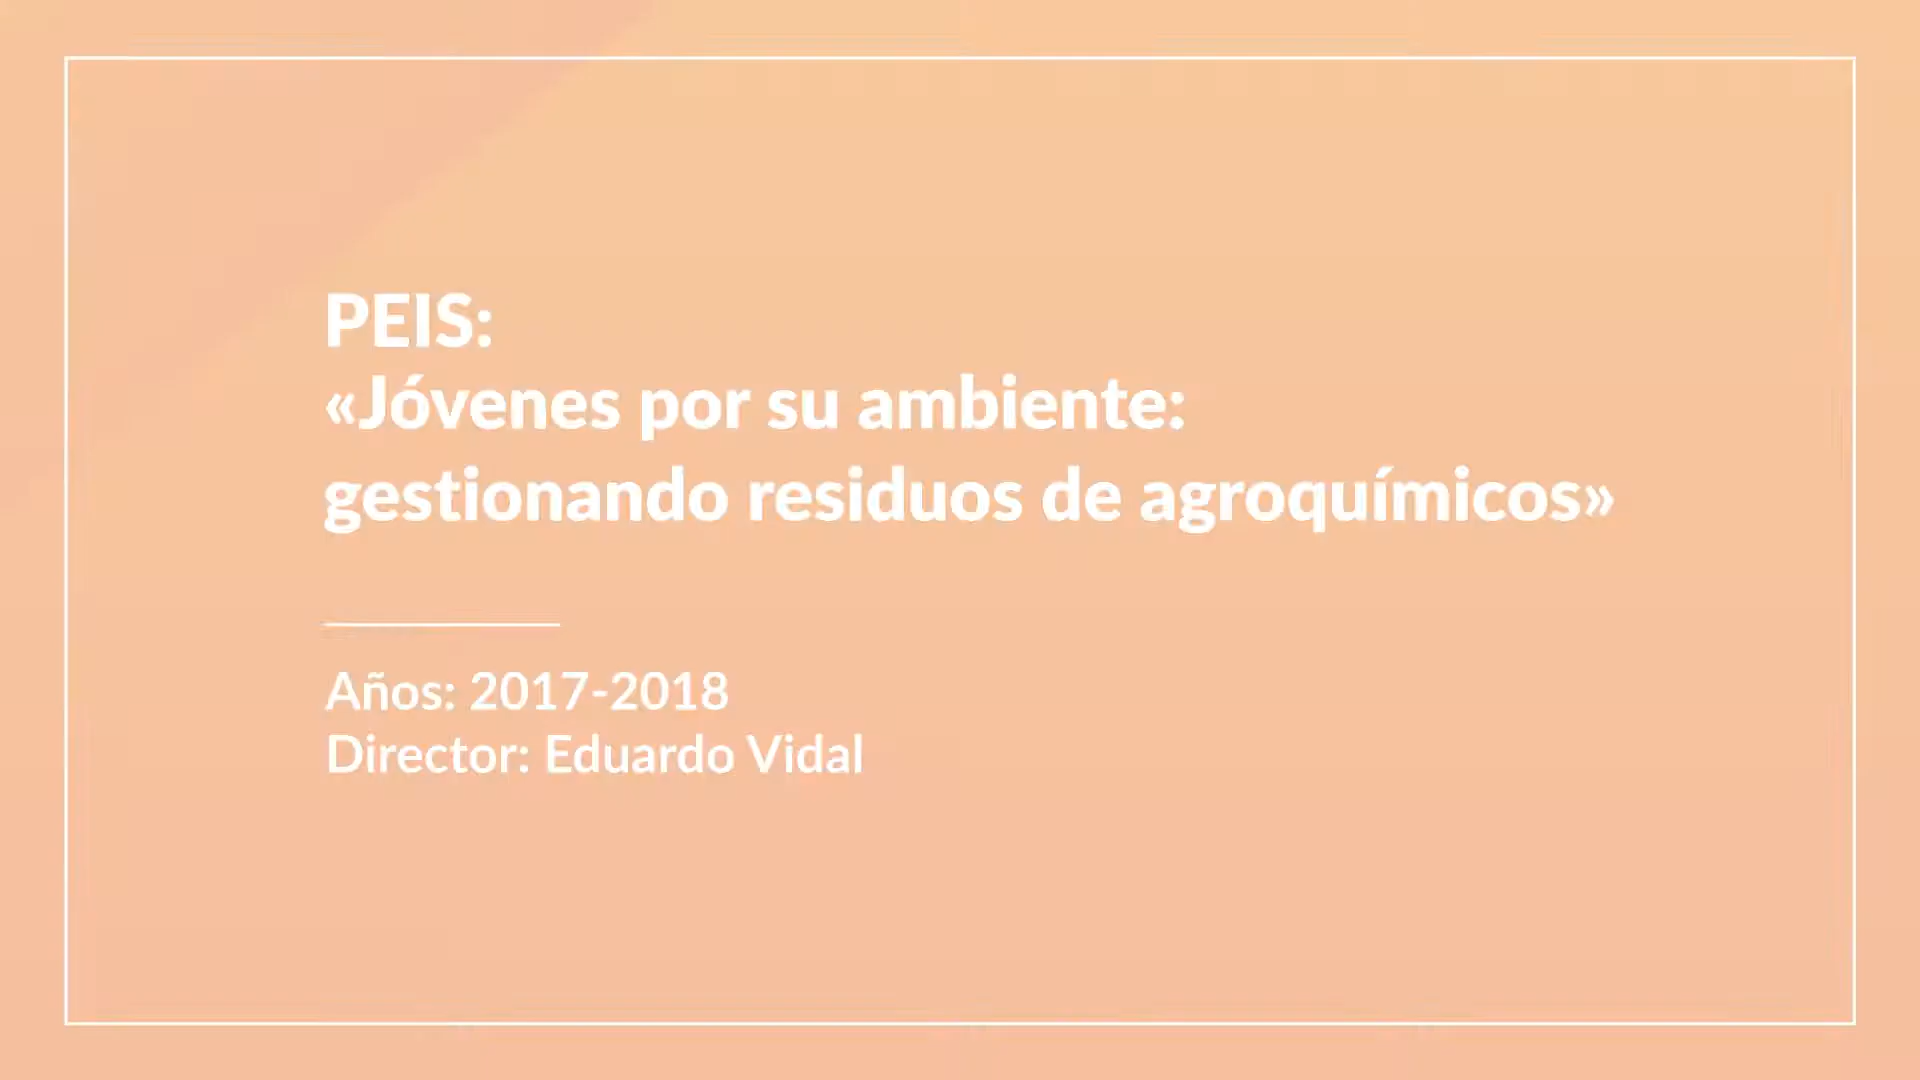 PEIS:
«Jóvenes por su ambiente:
gestionando residuos de agroquímicos»
Años: 2017-2018
Director: Eduardo Vidal